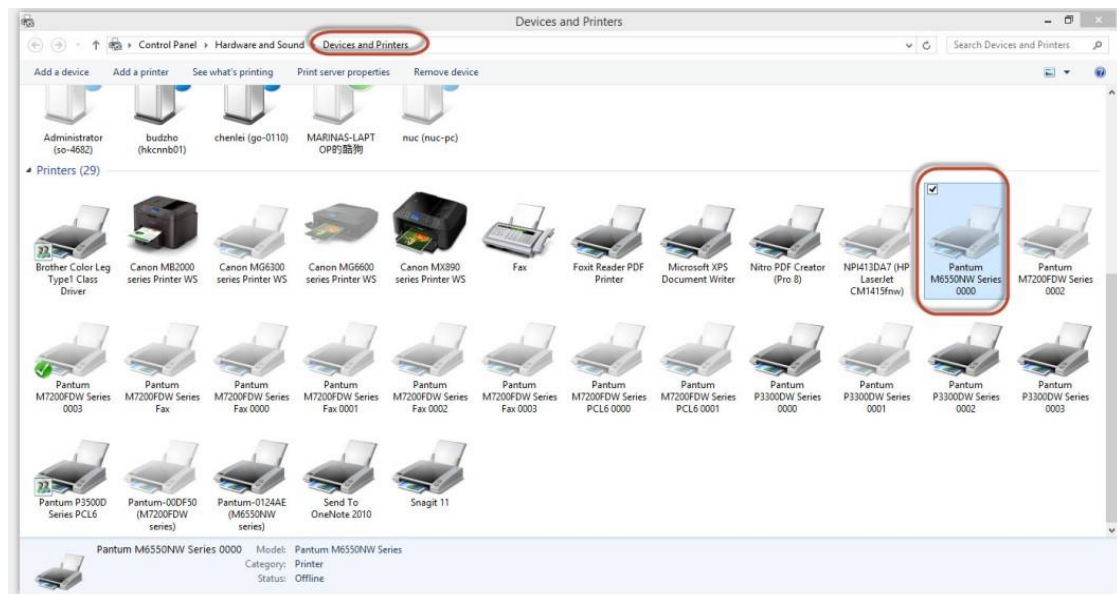 Devices and Printers
Control Panel › Hardware and Sound › Devices and Printers
Search Devices and Printers
Add a device Add a printer See what's printing Print server properties Remove device
Administrator (so-4682)
budzho (hkcnnb01)
chenlei (go-0110)
MARINAS-LAPTOP的酷狗
nuc (nuc-pc)
Printers (29)
Brother Color Leg Type1 Class Driver
Canon MB2000 series Printer WS
Canon MG6300 series Printer WS
Canon MG6600 series Printer WS
Canon MX890 series Printer WS
Fax
Foxit Reader PDF Printer
Microsoft XPS Document Writer
Nitro PDF Creator (Pro 8)
NPI413DA7 (HP LaserJet CM1415fnw)
Pantum M6550NW Series 0000
Pantum M7200FDW Series 0002
Pantum M7200FDW Series 0003
Pantum M7200FDW Series Fax
Pantum M7200FDW Series Fax 0000
Pantum M7200FDW Series Fax 0001
Pantum M7200FDW Series Fax 0002
Pantum M7200FDW Series Fax 0003
Pantum M7200FDW Series PCL6 0000
Pantum M7200FDW Series PCL6 0001
Pantum P3300DW Series 0000
Pantum P3300DW Series 0001
Pantum P3300DW Series 0002
Pantum P3300DW Series 0003
Pantum P3500D Series PCL6
Pantum-00DF50 (M7200FDW series)
Pantum-0124AE (M6550NW series)
Send To OneNote 2010
Snagit 11
Pantum M6550NW Series 0000 Model: Pantum M6550NW Series
Category: Printer
Status: Offline